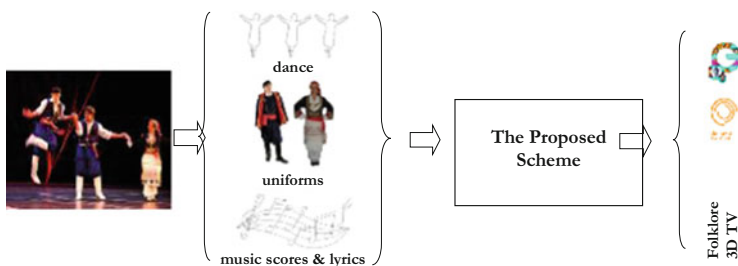 dance
uniforms
music scores & lyrics
The Proposed
Scheme
Folklore
3D TV